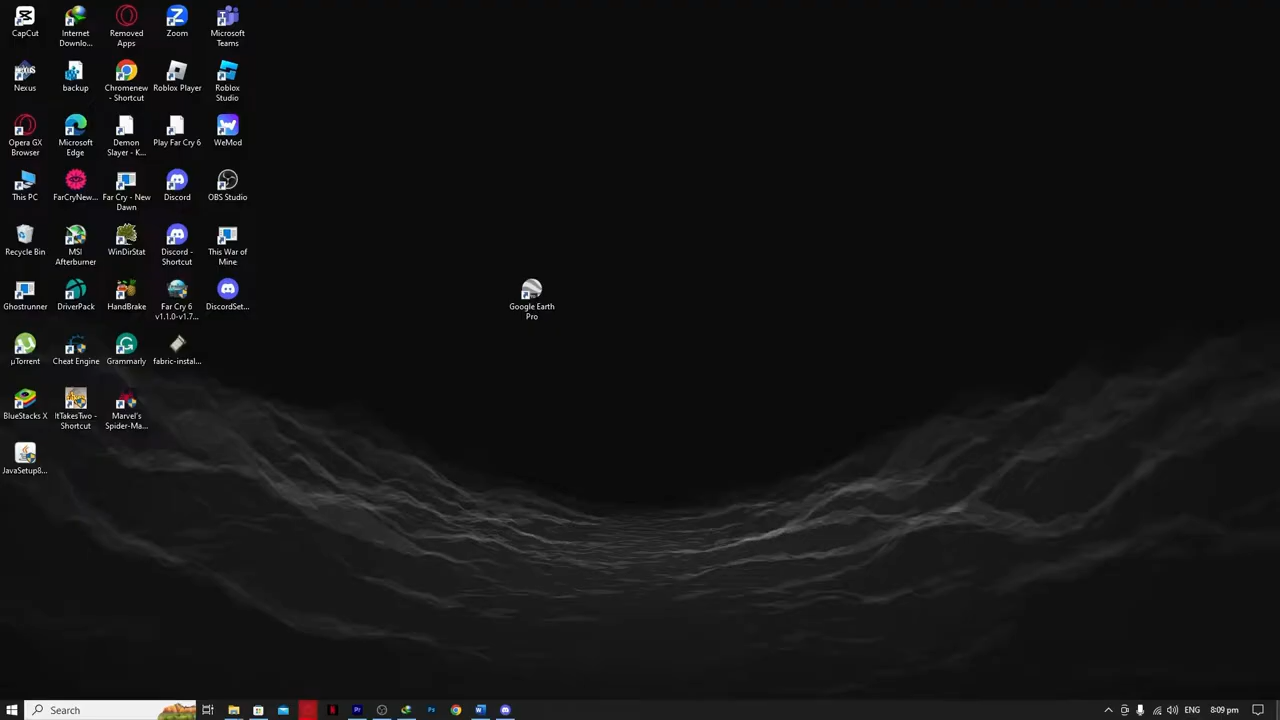 CapCut
Internet
Downlo...
Removed
Apps
Zoom
Microsoft
Teams
Nexus
backup
Chromenew
- Shortcut
Roblox Player
Roblox
Studio
Opera GX
Browser
Microsoft
Edge
Demon
Slayer - K...
Play Far Cry 6
WeMod
This PC
FarCryNew...
Far Cry - New
Dawn
Discord
OBS Studio
Recycle Bin
MSI
Afterburner
WinDirStat
Discord -
Shortcut
This War of
Mine
Ghostrunner
DriverPack
HandBrake
Far Cry 6
v1.1.0-v1.7...
DiscordSet...
Google Earth
Pro
µTorrent
Cheat Engine
Grammarly
fabric-instal...
BlueStacks X
ItTakesTwo -
Shortcut
Marvel's
Spider-Ma...
JavaSetup8...
Search
ENG
8:09 pm